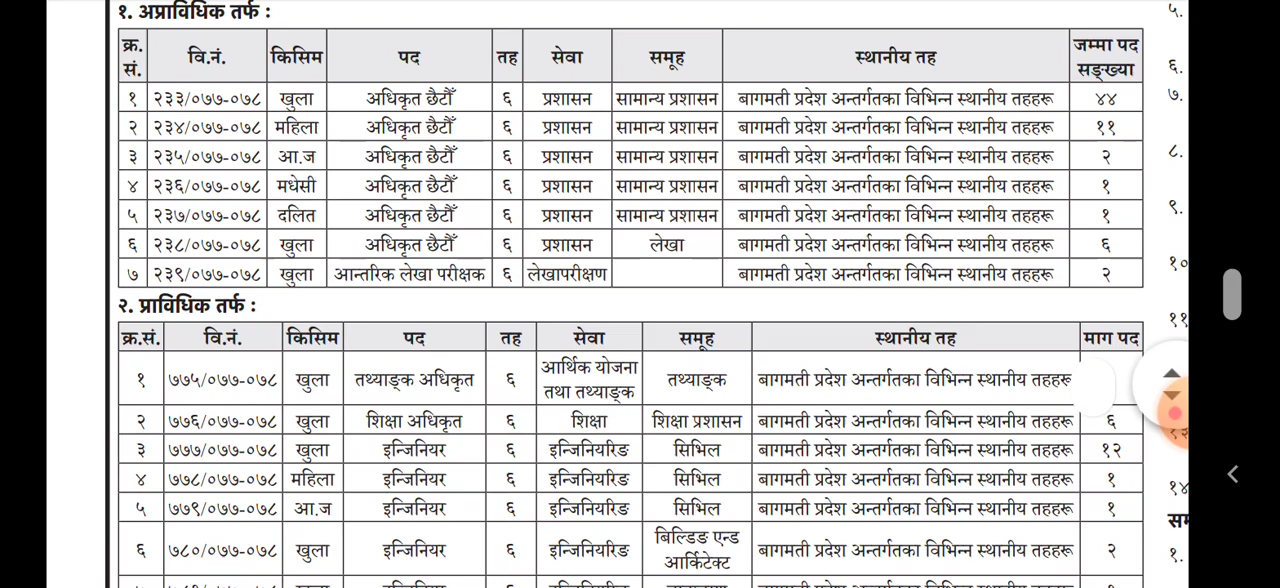 १. अप्राविधिक तर्फ :
क्र.सं. वि.नं. किसिम पद तह सेवा समूह स्थानीय तह जम्मा पद सङ्ख्या
१ २३३/०७७-०७८ खुला अधिकृत छैटौँ ६ प्रशासन सामान्य प्रशासन बागमती प्रदेश अन्तर्गतका विभिन्न स्थानीय तहहरू ४४
२ २३४/०७७-०७८ महिला अधिकृत छैटौँ ६ प्रशासन सामान्य प्रशासन बागमती प्रदेश अन्तर्गतका विभिन्न स्थानीय तहहरू ११
३ २३५/०७७-०७८ आ.ज अधिकृत छैटौँ ६ प्रशासन सामान्य प्रशासन बागमती प्रदेश अन्तर्गतका विभिन्न स्थानीय तहहरू २
४ २३६/०७७-०७८ मधेसी अधिकृत छैटौँ ६ प्रशासन सामान्य प्रशासन बागमती प्रदेश अन्तर्गतका विभिन्न स्थानीय तहहरू १
५ २३७/०७७-०७८ दलित अधिकृत छैटौँ ६ प्रशासन सामान्य प्रशासन बागमती प्रदेश अन्तर्गतका विभिन्न स्थानीय तहहरू १
६ २३८/०७७-०७८ खुला अधिकृत छैटौँ ६ प्रशासन लेखा बागमती प्रदेश अन्तर्गतका विभिन्न स्थानीय तहहरू ६
७ २३९/०७७-०७८ खुला आन्तरिक लेखा परीक्षक ६ लेखापरीक्षण बागमती प्रदेश अन्तर्गतका विभिन्न स्थानीय तहहरू २
२. प्राविधिक तर्फ :
क्र.सं. वि.नं. किसिम पद तह सेवा समूह स्थानीय तह माग पद
१ ७७५/०७७-०७८ खुला तथ्याङ्क अधिकृत ६ आर्थिक योजना तथा तथ्याङ्क तथ्याङ्क बागमती प्रदेश अन्तर्गतका विभिन्न स्थानीय तहहरू
२ ७७६/०७७-०७८ खुला शिक्षा अधिकृत ६ शिक्षा शिक्षा प्रशासन बागमती प्रदेश अन्तर्गतका विभिन्न स्थानीय तहहरू ६
३ ७७७/०७७-०७८ खुला इन्जिनियर ६ इन्जिनियरिङ सिभिल बागमती प्रदेश अन्तर्गतका विभिन्न स्थानीय तहहरू १२
४ ७७८/०७७-०७८ महिला इन्जिनियर ६ इन्जिनियरिङ सिभिल बागमती प्रदेश अन्तर्गतका विभिन्न स्थानीय तहहरू १
५ ७७९/०७७-०७८ आ.ज इन्जिनियर ६ इन्जिनियरिङ सिभिल बागमती प्रदेश अन्तर्गतका विभिन्न स्थानीय तहहरू १
६ ७८०/०७७-०७८ खुला इन्जिनियर ६ इन्जिनियरिङ बिल्डिङ एन्ड आर्किटेक्ट बागमती प्रदेश अन्तर्गतका विभिन्न स्थानीय तहहरू २
५.
६.
७.
८.
९.
१०
११
१४
१.